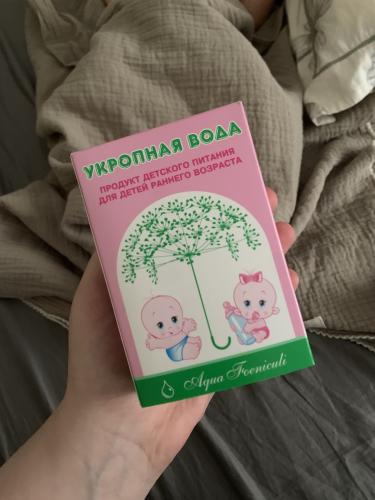 УКРОПНАЯ ВОДА
ПРОДУКТ ДЕТСКОГО ПИТАНИЯ
ДЛЯ ДЕТЕЙ РАННЕГО ВОЗРАСТА
Aqua Foeniculi